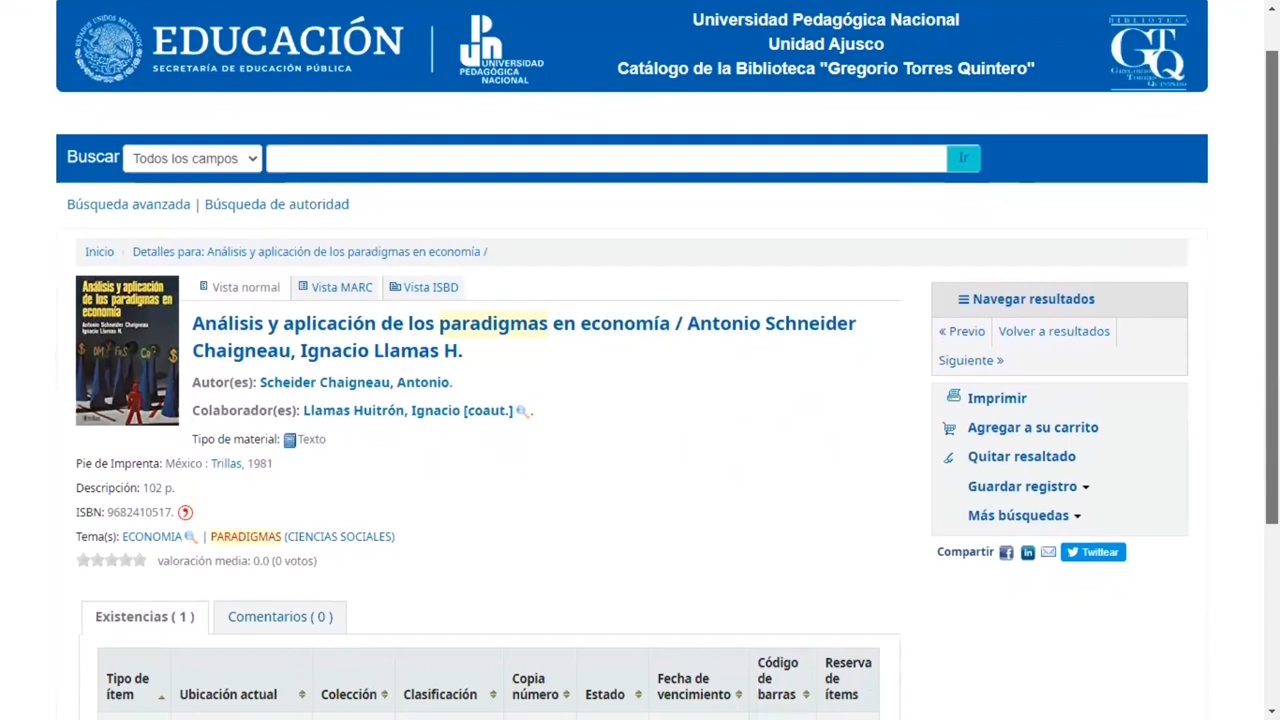 EDUCACIÓN
SECRETARÍA DE EDUCACIÓN PÚBLICA
UNIVERSIDAD
PEDAGÓGICA
NACIONAL
Universidad Pedagógica Nacional
Unidad Ajusco
Catálogo de la Biblioteca "Gregorio Torres Quintero"
BIBLIOTECA
GTQ
Buscar Todos los campos Ir
Búsqueda avanzada | Búsqueda de autoridad
Inicio › Detalles para: Análisis y aplicación de los paradigmas en economía /
Análisis y aplicación
de los paradigmas en
economía
Antonio Schneider Chaigneau
Ignacio Llamas H.
Vista normal Vista MARC Vista ISBD
Análisis y aplicación de los paradigmas en economía / Antonio Schneider
Chaigneau, Ignacio Llamas H.
Autor(es): Scheider Chaigneau, Antonio.
Colaborador(es): Llamas Huitrón, Ignacio [coaut.] .
Tipo de material: Texto
Pie de Imprenta: México : Trillas, 1981
Descripción: 102 p.
ISBN: 9682410517.
Tema(s): ECONOMIA | PARADIGMAS (CIENCIAS SOCIALES)
valoración media: 0.0 (0 votos)
Navegar resultados
« Previo Volver a resultados
Siguiente »
Imprimir
Agregar a su carrito
Quitar resaltado
Guardar registro
Más búsquedas
Compartir Twittear
Existencias ( 1 ) Comentarios ( 0 )
Tipo de ítem Ubicación actual Colección Clasificación Copia número Estado Fecha de vencimiento Código de barras Reserva de ítems